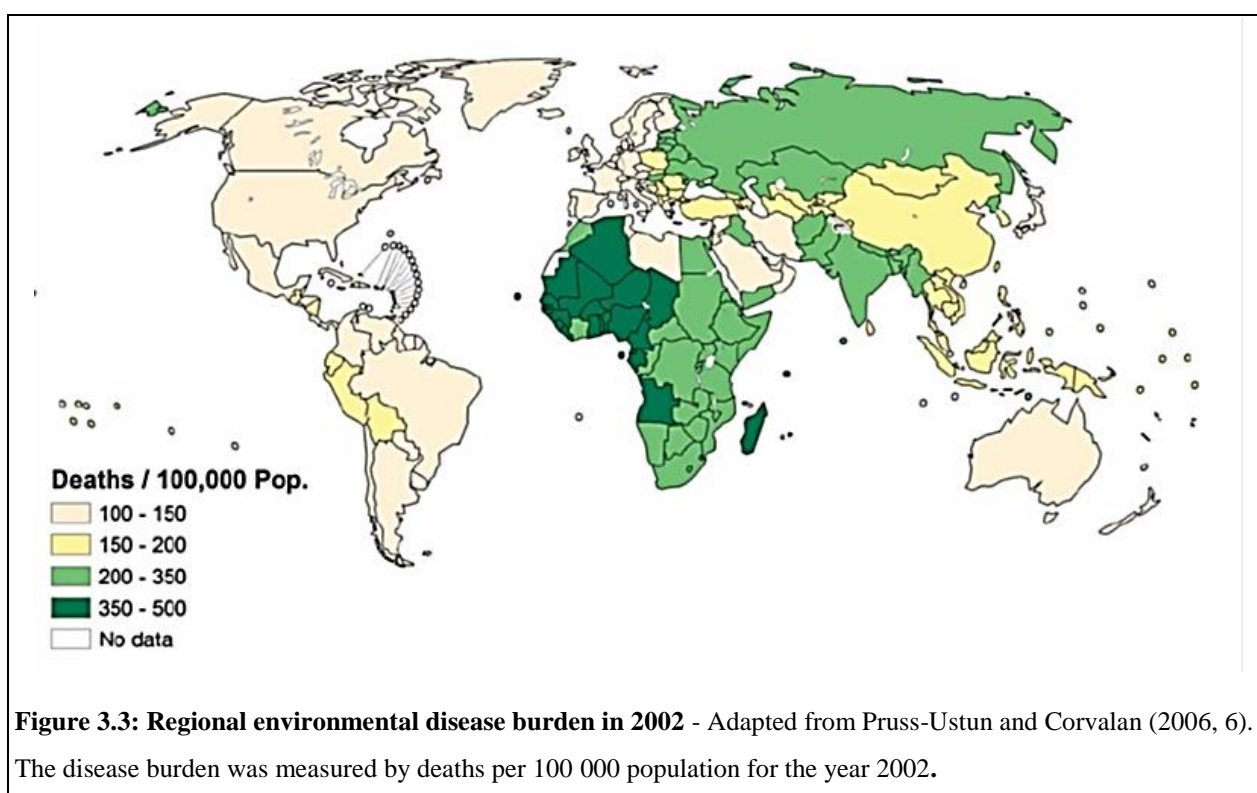 Deaths / 100,000 Pop.
100 - 150
150 - 200
200 - 350
350 - 500
No data
Figure 3.3: Regional environmental disease burden in 2002 - Adapted from Pruss-Ustun and Corvalan (2006, 6).
The disease burden was measured by deaths per 100 000 population for the year 2002.